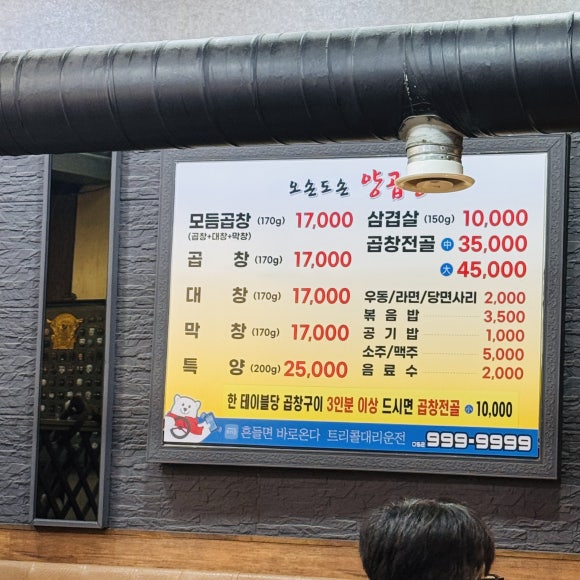 오손도손 양곱
모듬곱창 (170g) 17,000
(곱창+대창+막창)
곱 창 (170g) 17,000
대 창 (170g) 17,000
막 창 (170g) 17,000
특 양 (200g) 25,000
삼겹살 (150g) 10,000
곱창전골 中 35,000
大 45,000
우동/라면/당면사리 2,000
볶음밥 3,500
공기밥 1,000
소주/맥주 5,000
음료수 2,000
한 테이블당 곱창구이 3인분 이상 드시면 곱창전골 小 10,000
흔들면 바로온다 트리콜대리운전 999-9999